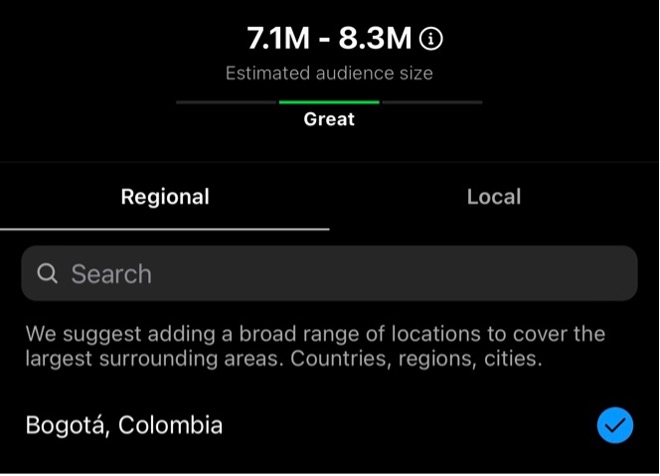 7.1M - 8.3M
Estimated audience size
Great
Regional
Local
Search
We suggest adding a broad range of locations to cover the
largest surrounding areas. Countries, regions, cities.
Bogotá, Colombia